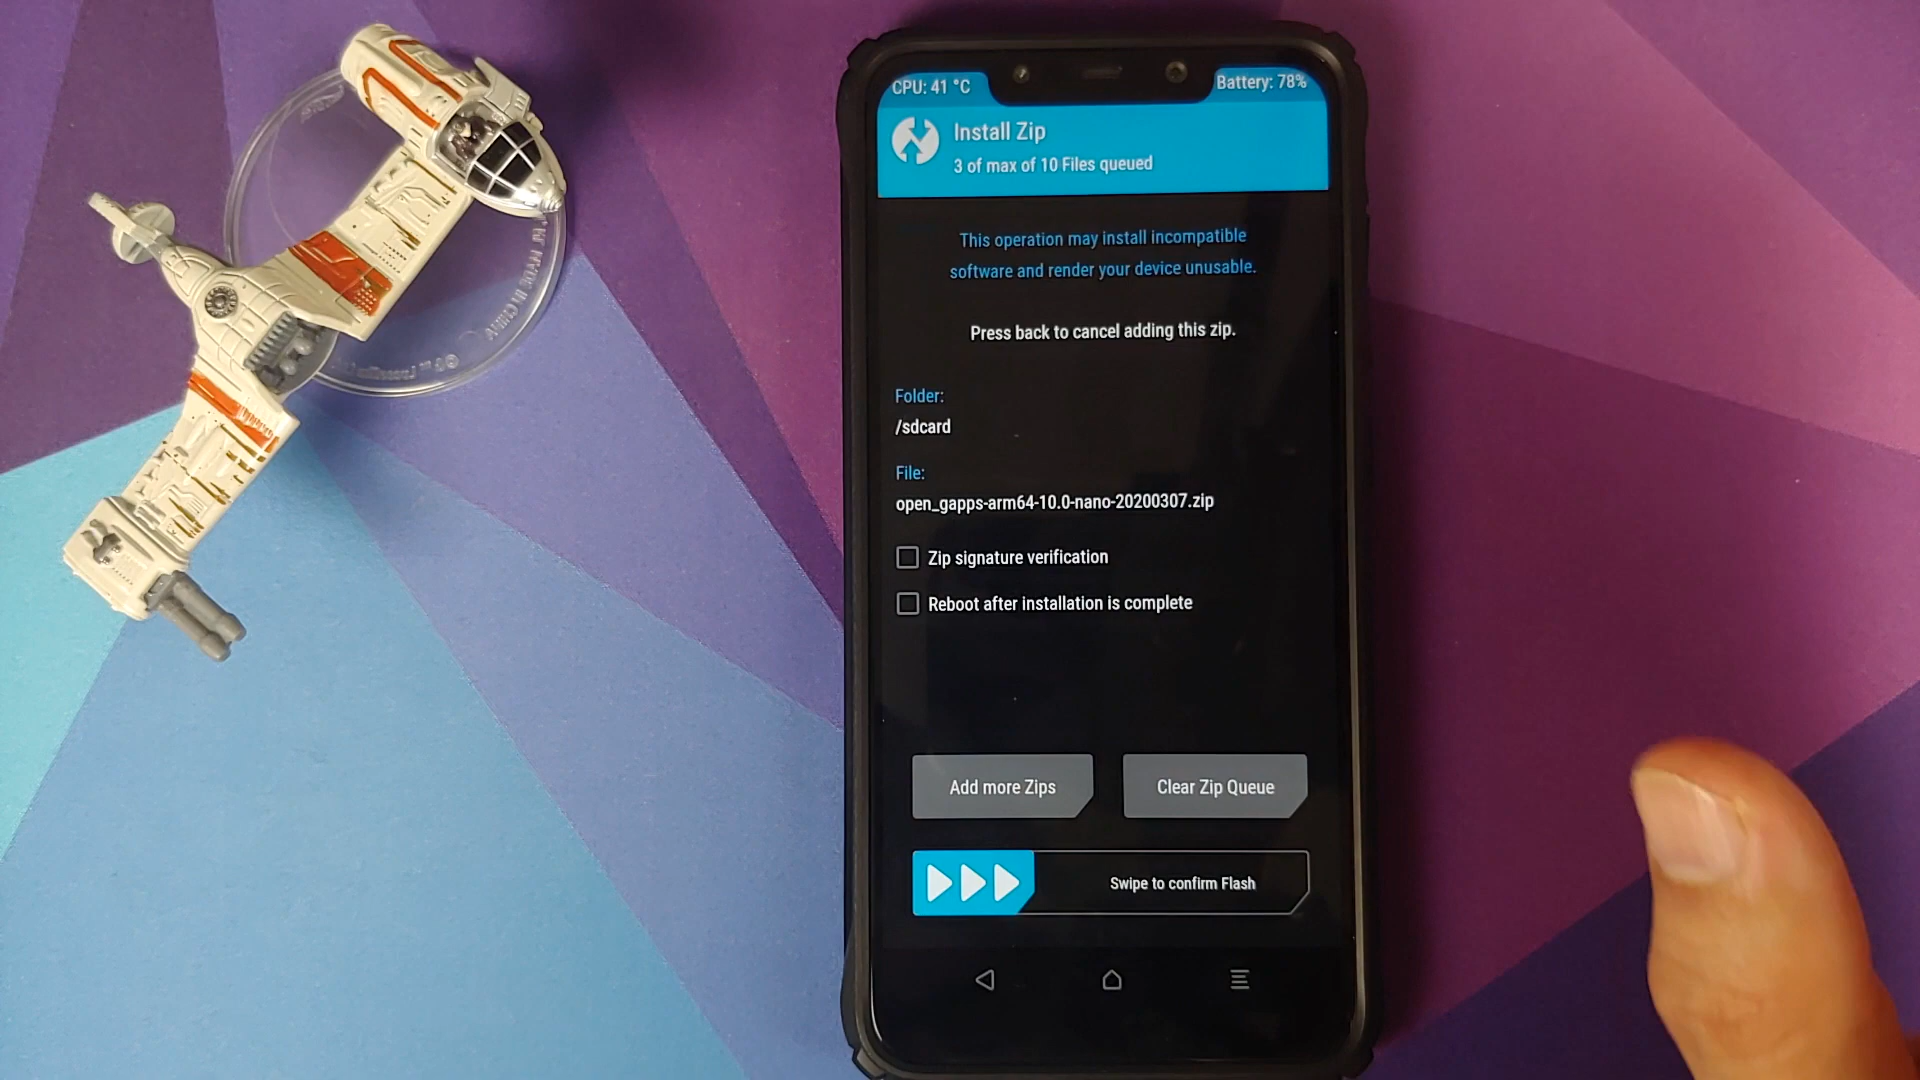 CPU: 41 °C
Battery: 78%
Install Zip
3 of max of 10 Files queued
This operation may install incompatible
software and render your device unusable.
Press back to cancel adding this zip.
Folder:
/sdcard
File:
open_gapps-arm64-10.0-nano-20200307.zip
Zip signature verification
Reboot after installation is complete
Add more Zips
Clear Zip Queue
Swipe to confirm Flash
MADE IN CHINA